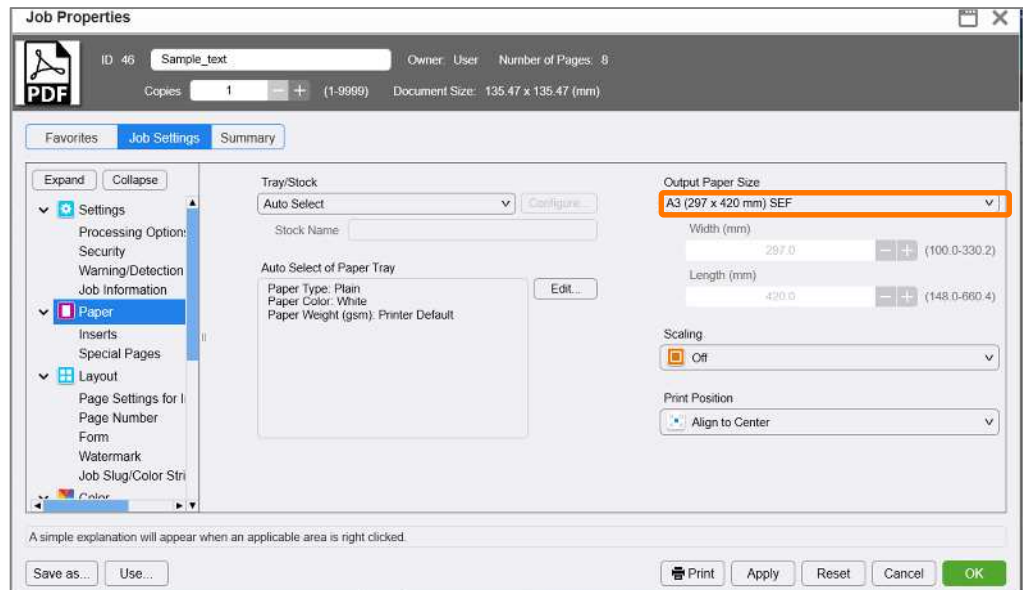 Job Properties
PDF
ID 46 Sample_text Owner: User Number of Pages: 8
Copies 1 (1-9999) Document Size: 135.47 x 135.47 (mm)
Favorites Job Settings Summary
Expand Collapse
Settings
Processing Option
Security
Warning/Detection
Job Information
Paper
Inserts
Special Pages
Layout
Page Settings for
Page Number
Form
Watermark
Job Slug/Color Stri
Color
Tray/Stock
Auto Select Configure...
Stock Name
Auto Select of Paper Tray
Paper Type: Plain
Paper Color: White
Paper Weight (gsm): Printer Default
Edit...
Output Paper Size
A3 (297 x 420 mm) SEF
Width (mm)
297.0 (100.0-330.2)
Length (mm)
420.0 (148.0-660.4)
Scaling
Off
Print Position
Align to Center
A simple explanation will appear when an applicable area is right clicked.
Save as... Use... Print Apply Reset Cancel OK